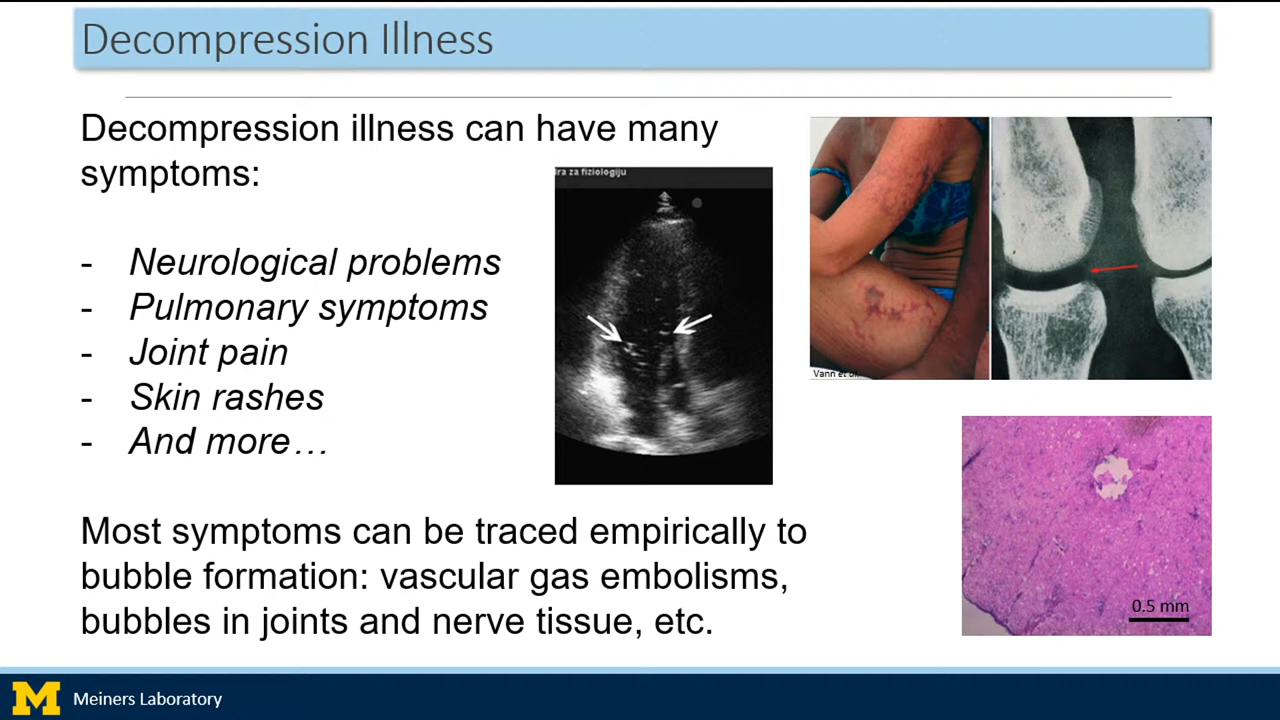 Decompression Illness
Decompression illness can have many
symptoms:
- Neurological problems
- Pulmonary symptoms
- Joint pain
- Skin rashes
- And more…
Most symptoms can be traced empirically to
bubble formation: vascular gas embolisms,
bubbles in joints and nerve tissue, etc.
za fiziologiju
Vann et
0.5 mm
M
Meiners Laboratory